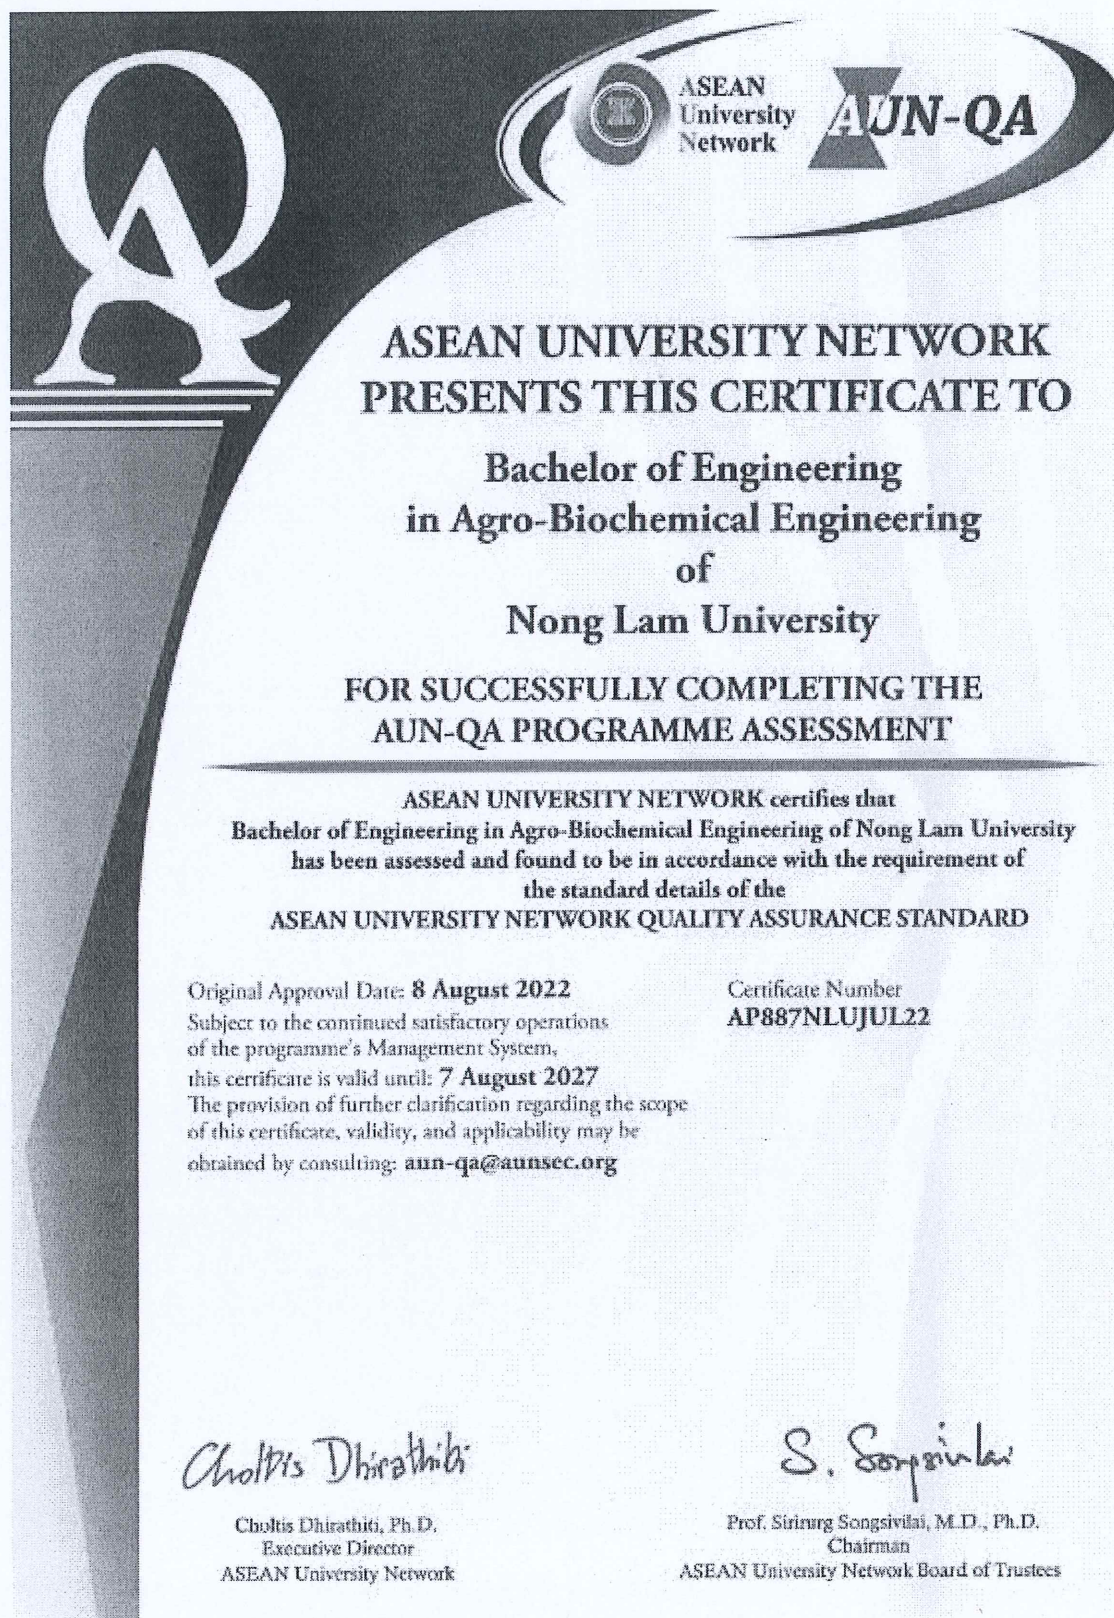 QA
ASEAN
University
Network
AUN-QA
ASEAN UNIVERSITY NETWORK
PRESENTS THIS CERTIFICATE TO
Bachelor of Engineering
in Agro-Biochemical Engineering
of
Nong Lam University
FOR SUCCESSFULLY COMPLETING THE
AUN-QA PROGRAMME ASSESSMENT
ASEAN UNIVERSITY NETWORK certifies that
Bachelor of Engineering in Agro-Biochemical Engineering of Nong Lam University
has been assessed and found to be in accordance with the requirement of
the standard details of the
ASEAN UNIVERSITY NETWORK QUALITY ASSURANCE STANDARD
Original Approval Date: 8 August 2022
Subject to the continued satisfactory operations
of the programme's Management System,
this certificate is valid until: 7 August 2027
The provision of further clarification regarding the scope
of this certificate, validity, and applicability may be
obtained by consulting: aun-qa@aunsec.org
Certificate Number
AP887NLUJUL22
Choltis Dhirathiti
Choltis Dhirathiti, Ph.D.
Executive Director
ASEAN University Network
S. Songsivilai
Prof. Sirirurg Songsivilai, M.D., Ph.D.
Chairman
ASEAN University Network Board of Trustees